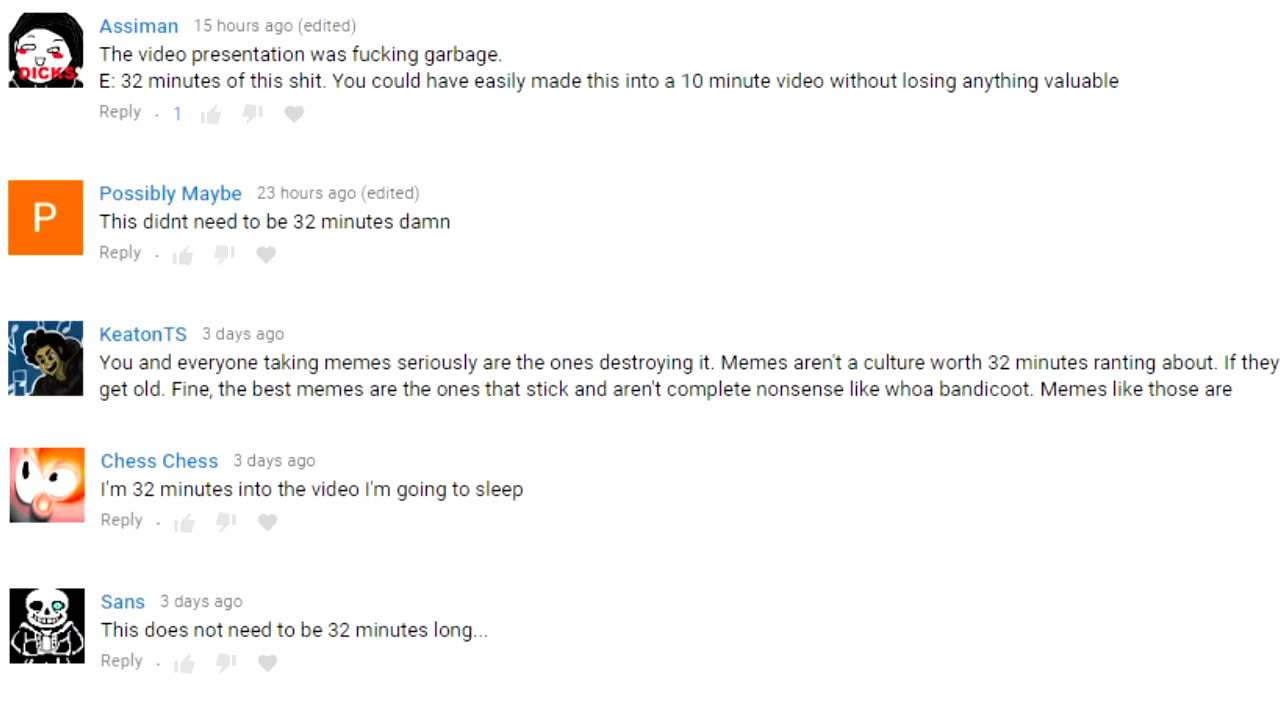 Assiman 15 hours ago (edited)
DICKS
The video presentation was fucking garbage.
E: 32 minutes of this shit. You could have easily made this into a 10 minute video without losing anything valuable
Reply . 1
P
Possibly Maybe 23 hours ago (edited)
This didnt need to be 32 minutes damn
Reply .
KeatonTS 3 days ago
You and everyone taking memes seriously are the ones destroying it. Memes aren't a culture worth 32 minutes ranting about. If they
get old. Fine, the best memes are the ones that stick and aren't complete nonsense like whoa bandicoot. Memes like those are
Chess Chess 3 days ago
I'm 32 minutes into the video I'm going to sleep
Reply .
Sans 3 days ago
This does not need to be 32 minutes long...
Reply .